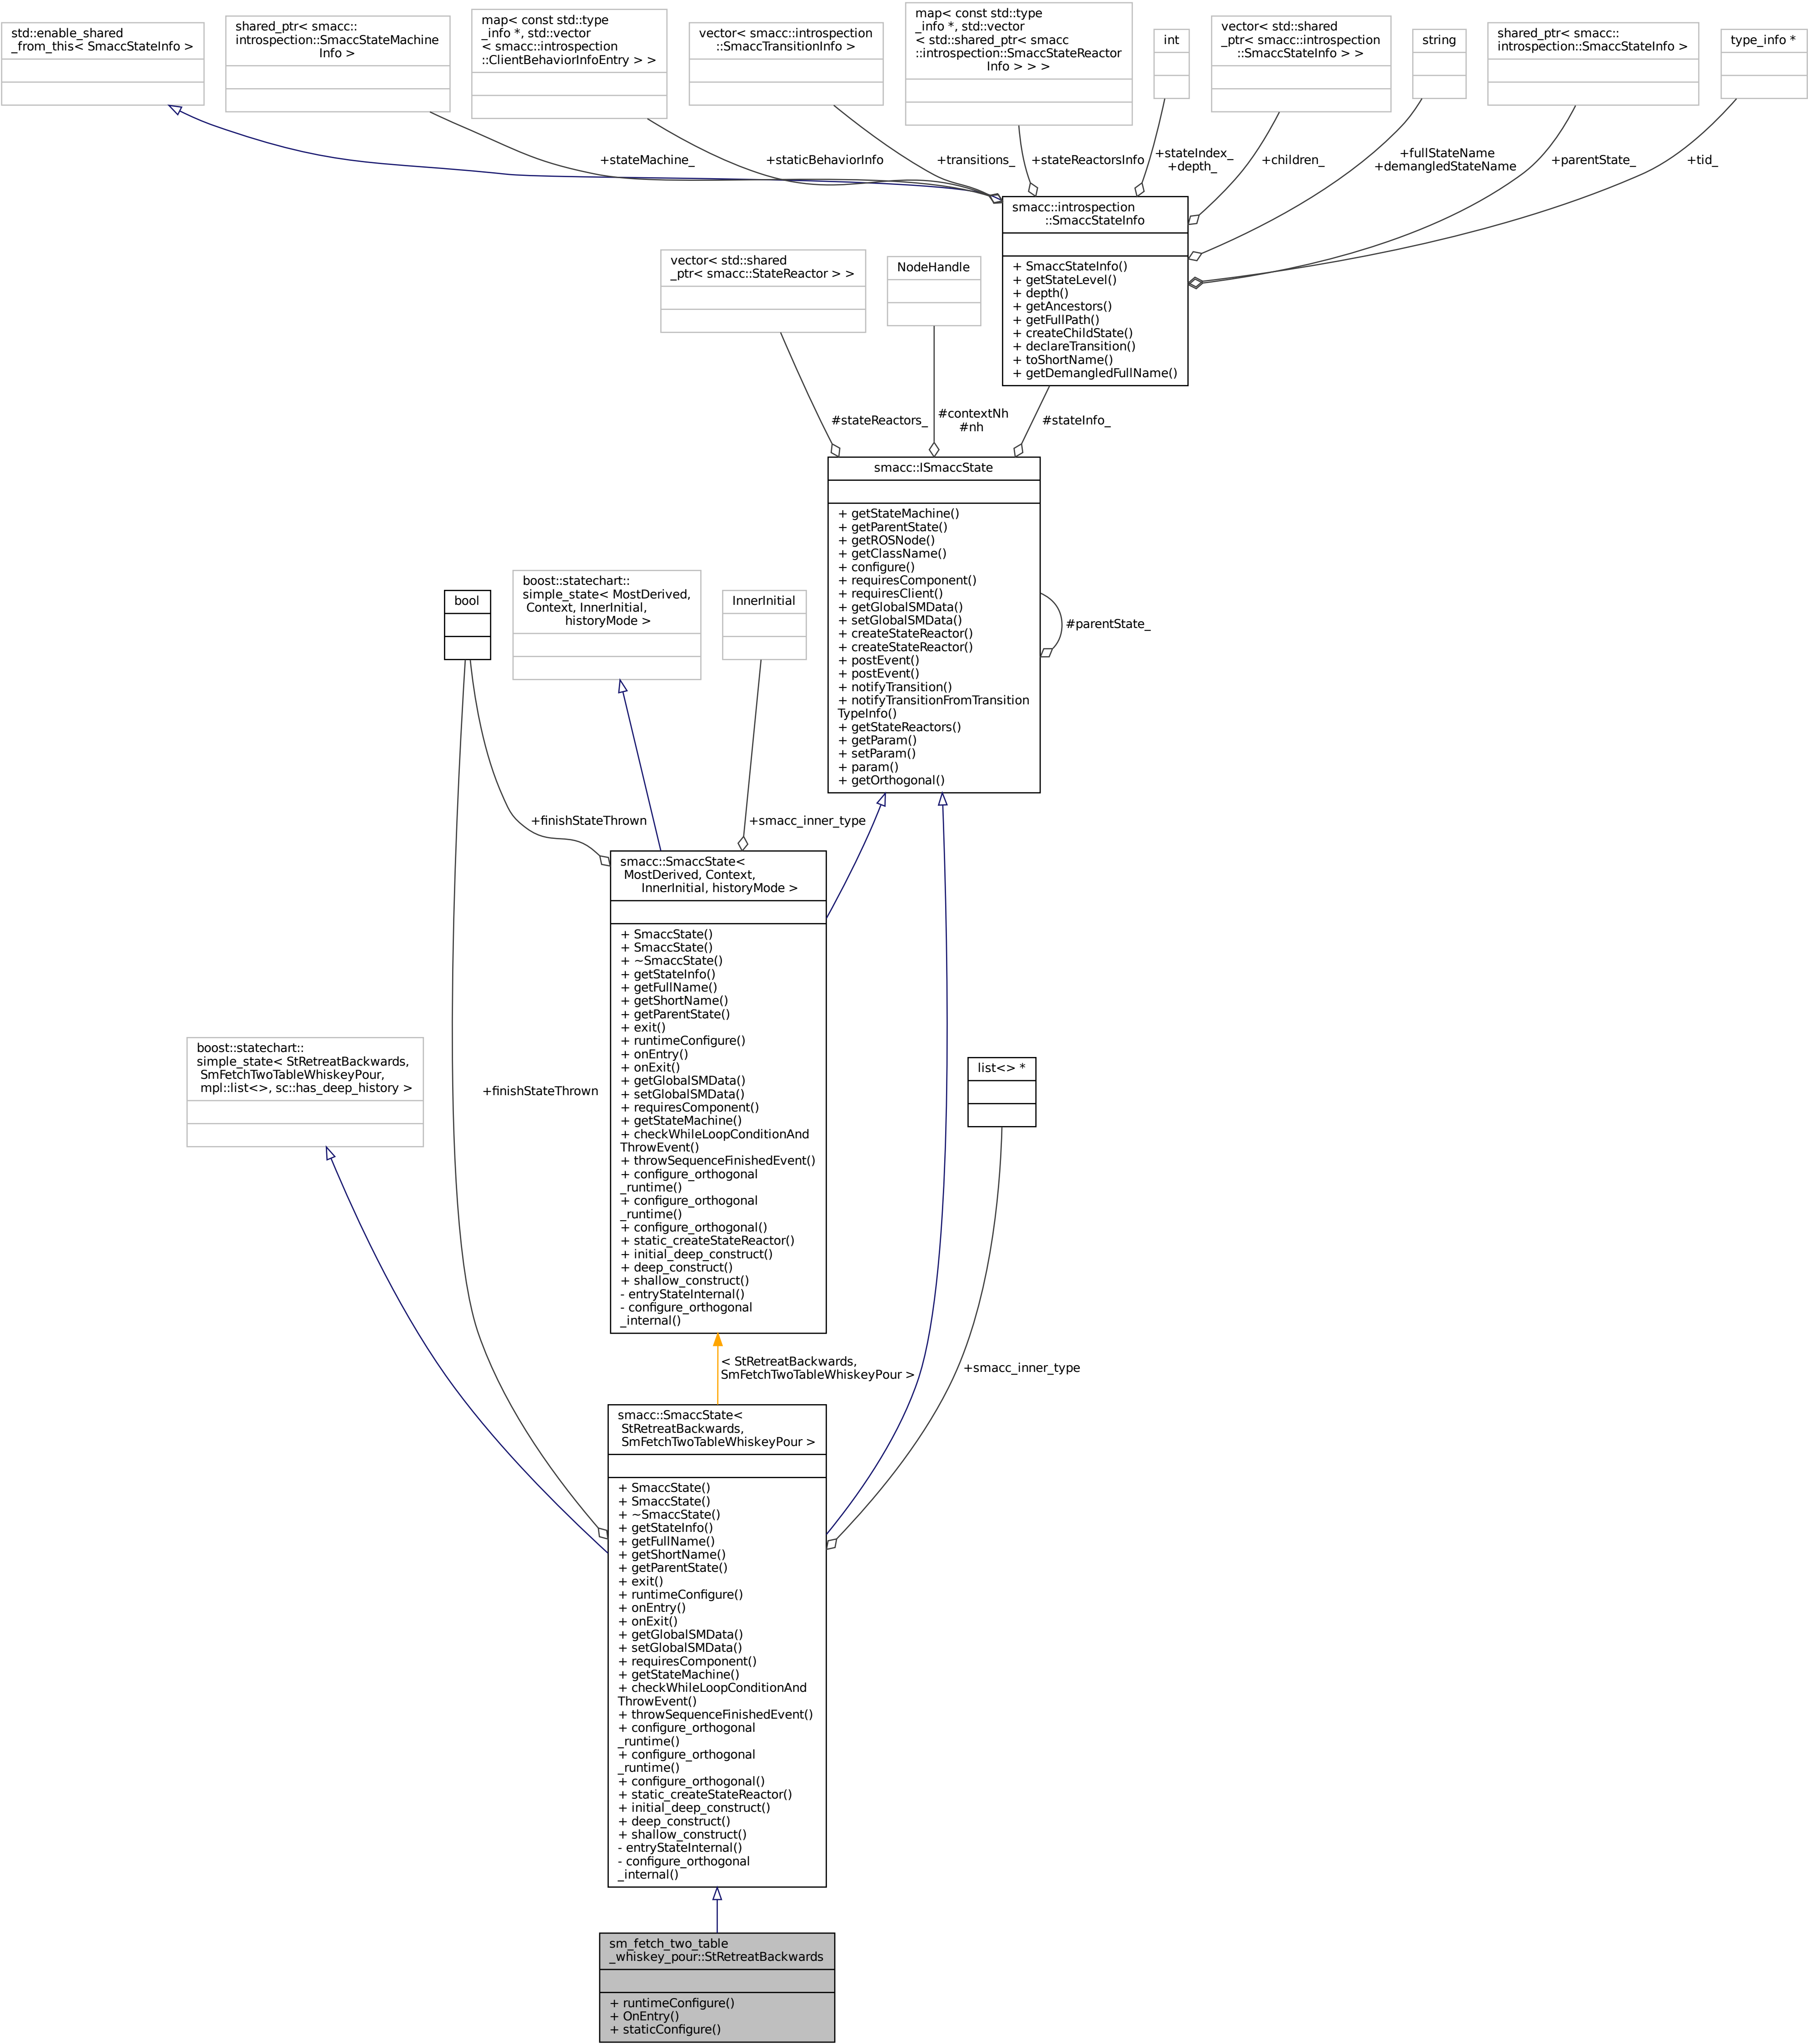 std::enable_shared
_from_this< SmaccStateInfo >
shared_ptr< smacc::
introspection::SmaccStateMachine
Info >
map< const std::type
_info *, std::vector
< smacc::introspection
::ClientBehaviorInfoEntry > >
vector< smacc::introspection
::SmaccTransitionInfo >
map< const std::type
_info *, std::vector
< std::shared_ptr< smacc
::introspection::SmaccStateReactor
Info > > >
int
vector< std::shared
_ptr< smacc::introspection
::SmaccStateInfo > >
string
shared_ptr< smacc::
introspection::SmaccStateInfo >
type_info *
+stateMachine_
+staticBehaviorInfo
+transitions_
+stateReactorsInfo
+stateIndex_
+depth_
+children_
+fullStateName
+demangledStateName
+parentState_
+tid_
smacc::introspection
::SmaccStateInfo
+ SmaccStateInfo()
+ getStateLevel()
+ depth()
+ getAncestors()
+ getFullPath()
+ createChildState()
+ declareTransition()
+ toShortName()
+ getDemangledFullName()
vector< std::shared
_ptr< smacc::StateReactor > >
NodeHandle
#stateReactors_
#contextNh
#nh
#stateInfo_
smacc::ISmaccState
+ getStateMachine()
+ getParentState()
+ getROSNode()
+ getClassName()
+ configure()
+ requiresComponent()
+ requiresClient()
+ getGlobalSMData()
+ setGlobalSMData()
+ createStateReactor()
+ createStateReactor()
+ postEvent()
+ postEvent()
+ notifyTransition()
+ notifyTransitionFromTransition
TypeInfo()
+ getStateReactors()
+ getParam()
+ setParam()
+ param()
+ getOrthogonal()
#parentState_
bool
boost::statechart::
simple_state< MostDerived,
Context, InnerInitial,
historyMode >
InnerInitial
+finishStateThrown
+smacc_inner_type
smacc::SmaccState<
MostDerived, Context,
InnerInitial, historyMode >
+ SmaccState()
+ SmaccState()
+ ~SmaccState()
+ getStateInfo()
+ getFullName()
+ getShortName()
+ getParentState()
+ exit()
+ runtimeConfigure()
+ onEntry()
+ onExit()
+ getGlobalSMData()
+ setGlobalSMData()
+ requiresComponent()
+ getStateMachine()
+ checkWhileLoopConditionAnd
ThrowEvent()
+ throwSequenceFinishedEvent()
+ configure_orthogonal
_runtime()
+ configure_orthogonal
_runtime()
+ configure_orthogonal()
+ static_createStateReactor()
+ initial_deep_construct()
+ deep_construct()
+ shallow_construct()
- entryStateInternal()
- configure_orthogonal
_internal()
boost::statechart::
simple_state< StRetreatBackwards,
SmFetchTwoTableWhiskeyPour,
mpl::list<>, sc::has_deep_history >
+finishStateThrown
list<> *
< StRetreatBackwards,
SmFetchTwoTableWhiskeyPour >
+smacc_inner_type
smacc::SmaccState<
StRetreatBackwards,
SmFetchTwoTableWhiskeyPour >
+ SmaccState()
+ SmaccState()
+ ~SmaccState()
+ getStateInfo()
+ getFullName()
+ getShortName()
+ getParentState()
+ exit()
+ runtimeConfigure()
+ onEntry()
+ onExit()
+ getGlobalSMData()
+ setGlobalSMData()
+ requiresComponent()
+ getStateMachine()
+ checkWhileLoopConditionAnd
ThrowEvent()
+ throwSequenceFinishedEvent()
+ configure_orthogonal
_runtime()
+ configure_orthogonal
_runtime()
+ configure_orthogonal()
+ static_createStateReactor()
+ initial_deep_construct()
+ deep_construct()
+ shallow_construct()
- entryStateInternal()
- configure_orthogonal
_internal()
sm_fetch_two_table
_whiskey_pour::StRetreatBackwards
+ runtimeConfigure()
+ OnEntry()
+ staticConfigure()